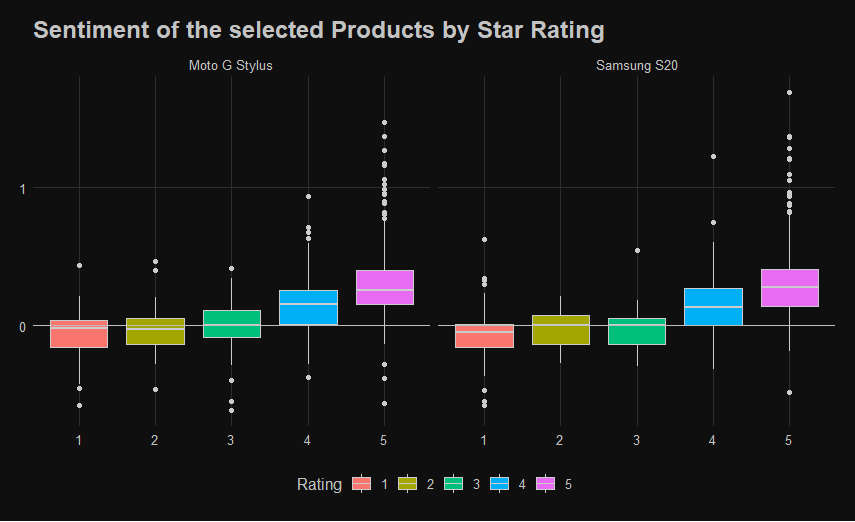 Sentiment of the selected Products by Star Rating
Moto G Stylus
Samsung S20
1
0
1 2 3 4 5
1 2 3 4 5
Rating 1 2 3 4 5